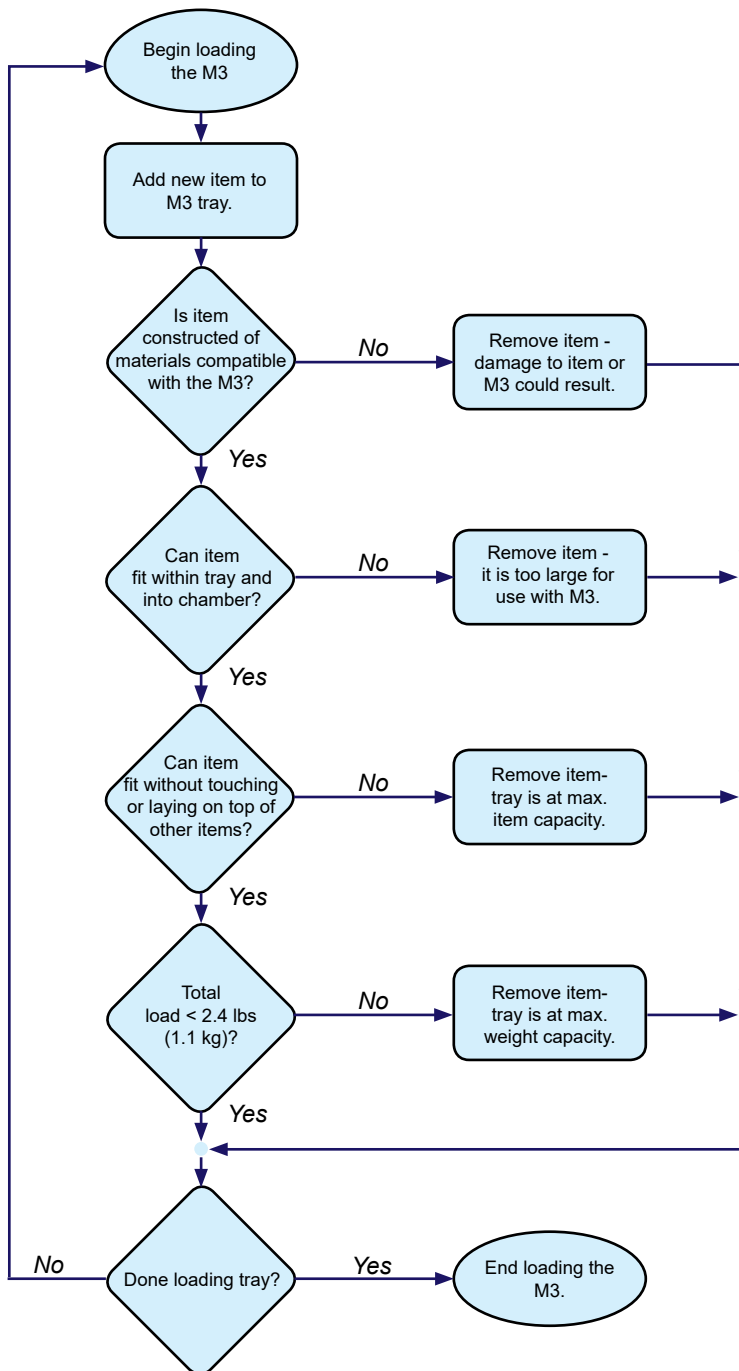 Begin loading
the M3
Add new item to
M3 tray.
Is item
constructed of
materials compatible
with the M3?
No
Remove item -
damage to item or
M3 could result.
Yes
Can item
fit within tray and
into chamber?
No
Remove item -
it is too large for
use with M3.
Yes
Can item
fit without touching
or laying on top of
other items?
No
Remove item-
tray is at max.
item capacity.
Yes
Total
load < 2.4 lbs
(1.1 kg)?
No
Remove item-
tray is at max.
weight capacity.
Yes
No
Done loading tray?
Yes
End loading the
M3.